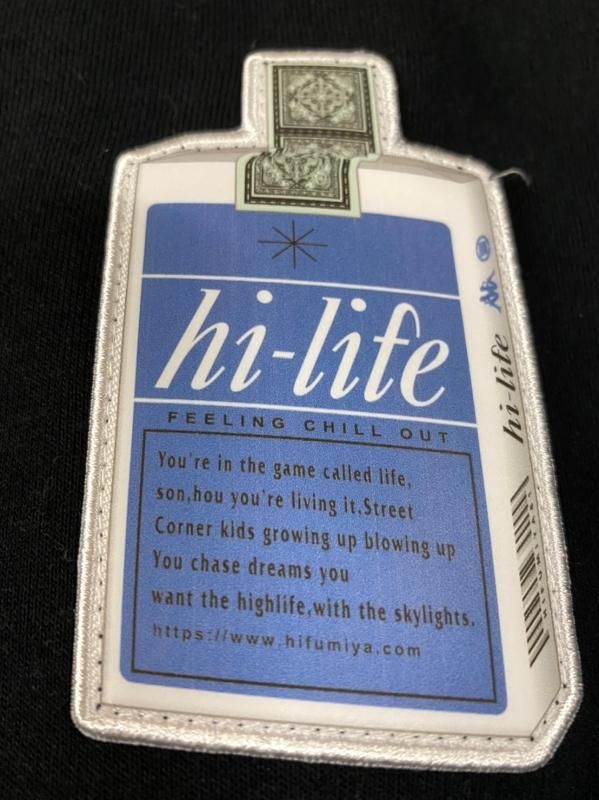 hi-life
FEELING CHILL OUT
You're in the game called life,
son,hou you're living it.Street
Corner kids growing up blowing up
You chase dreams you
want the highlife,with the skylights.
https://www.hifumiya.com
hi-life